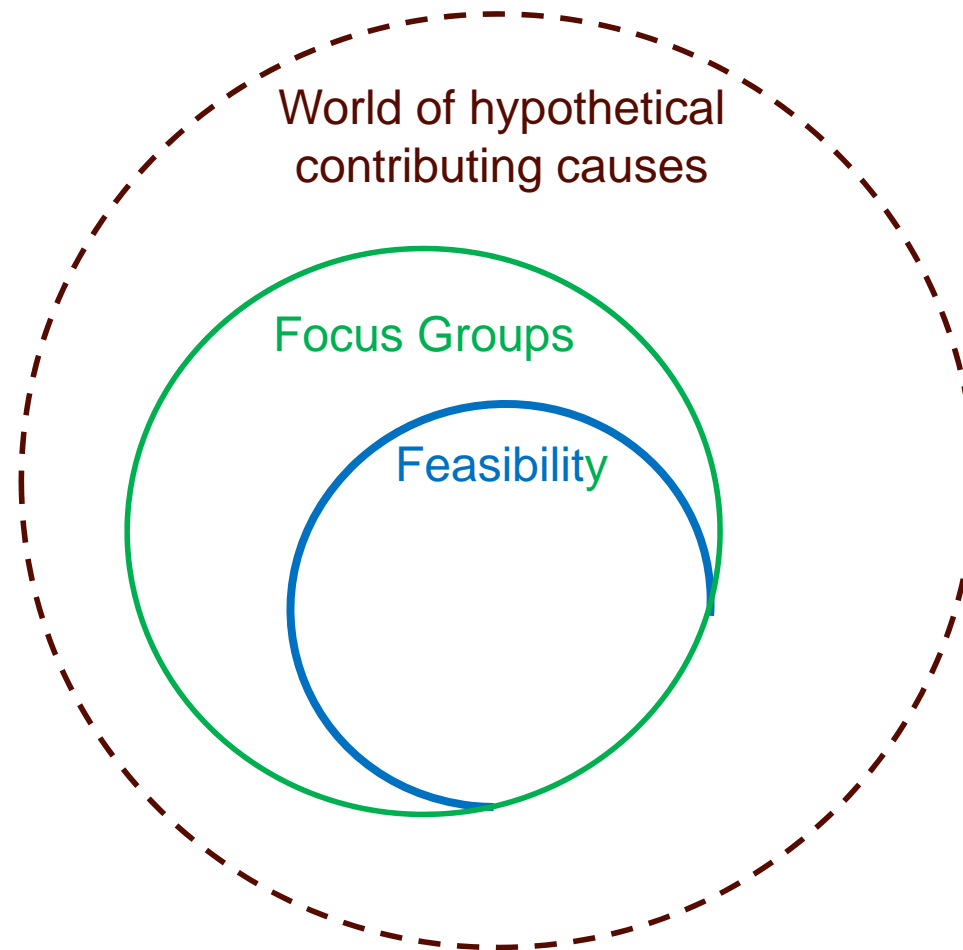 World of hypothetical
contributing causes
Focus Groups
Feasibility